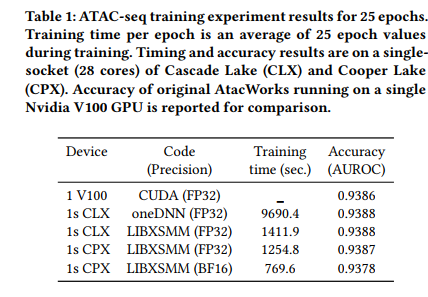 Table 1: ATAC-seq training experiment results for 25 epochs.
Training time per epoch is an average of 25 epoch values
during training. Timing and accuracy results are on a single-
socket (28 cores) of Cascade Lake (CLX) and Cooper Lake
(CPX). Accuracy of original AtacWorks running on a single
Nvidia V100 GPU is reported for comparison.
Device Code Training Accuracy
(Precision) time (sec.) (AUROC)
1 V100 CUDA (FP32) – 0.9386
1s CLX oneDNN (FP32) 9690.4 0.9388
1s CLX LIBXSMM (FP32) 1411.9 0.9388
1s CPX LIBXSMM (FP32) 1254.8 0.9387
1s CPX LIBXSMM (BF16) 769.6 0.9378